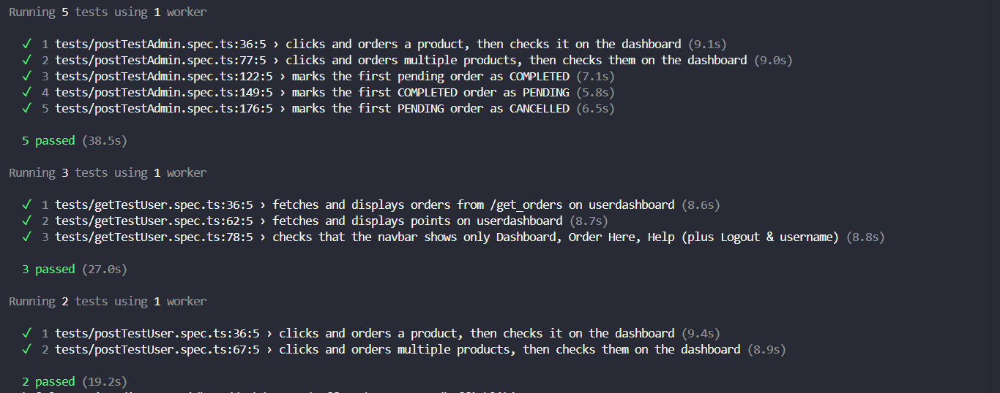 Running 5 tests using 1 worker
✓ 1 tests/postTestAdmin.spec.ts:36:5 › clicks and orders a product, then checks it on the dashboard (9.1s)
✓ 2 tests/postTestAdmin.spec.ts:77:5 › clicks and orders multiple products, then checks them on the dashboard (9.0s)
✓ 3 tests/postTestAdmin.spec.ts:122:5 › marks the first pending order as COMPLETED (7.1s)
✓ 4 tests/postTestAdmin.spec.ts:149:5 › marks the first COMPLETED order as PENDING (5.8s)
✓ 5 tests/postTestAdmin.spec.ts:176:5 › marks the first PENDING order as CANCELLED (6.5s)
5 passed (38.5s)
Running 3 tests using 1 worker
✓ 1 tests/getTestUser.spec.ts:36:5 › fetches and displays orders from /get_orders on userdashboard (8.6s)
✓ 2 tests/getTestUser.spec.ts:62:5 › fetches and displays points on userdashboard (8.7s)
✓ 3 tests/getTestUser.spec.ts:78:5 › checks that the navbar shows only Dashboard, Order Here, Help (plus Logout & username) (8.8s)
3 passed (27.0s)
Running 2 tests using 1 worker
✓ 1 tests/postTestUser.spec.ts:36:5 › clicks and orders a product, then checks it on the dashboard (9.4s)
✓ 2 tests/postTestUser.spec.ts:67:5 › clicks and orders multiple products, then checks them on the dashboard (8.9s)
2 passed (19.2s)